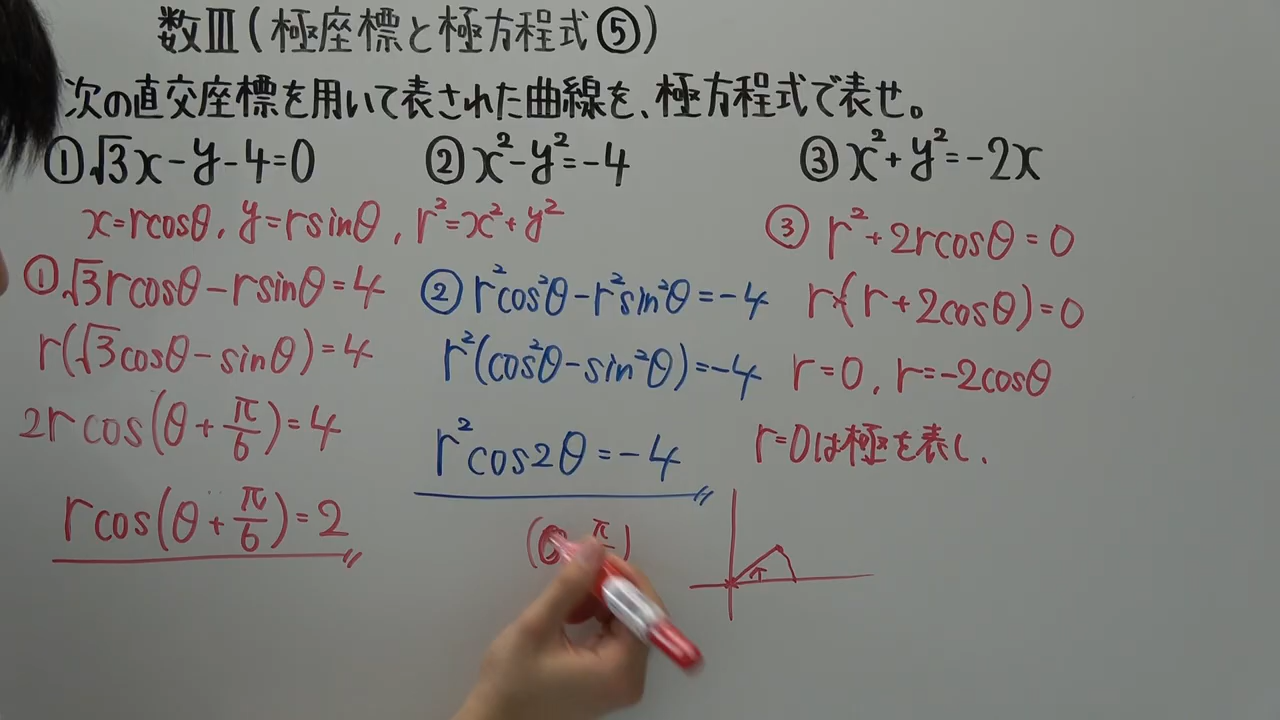 数Ⅲ(極座標と極方程式⑤)
次の直交座標を用いて表された曲線を、極方程式で表せ。
①√3x-y-4=0
②x²-y²=-4
③x²+y²=-2x
x=rcosθ, y=rsinθ, r²=x²+y²
①√3rcosθ-rsinθ=4
r(√3cosθ-sinθ)=4
2rcos(θ+π/6)=4
rcos(θ+π/6)=2
②r²cos²θ-r²sin²θ=-4
r²(cos²θ-sin²θ)=-4
r²cos2θ=-4
③r²+2rcosθ=0
r(r+2cosθ)=0
r=0, r=-2cosθ
r=0は極を表し、